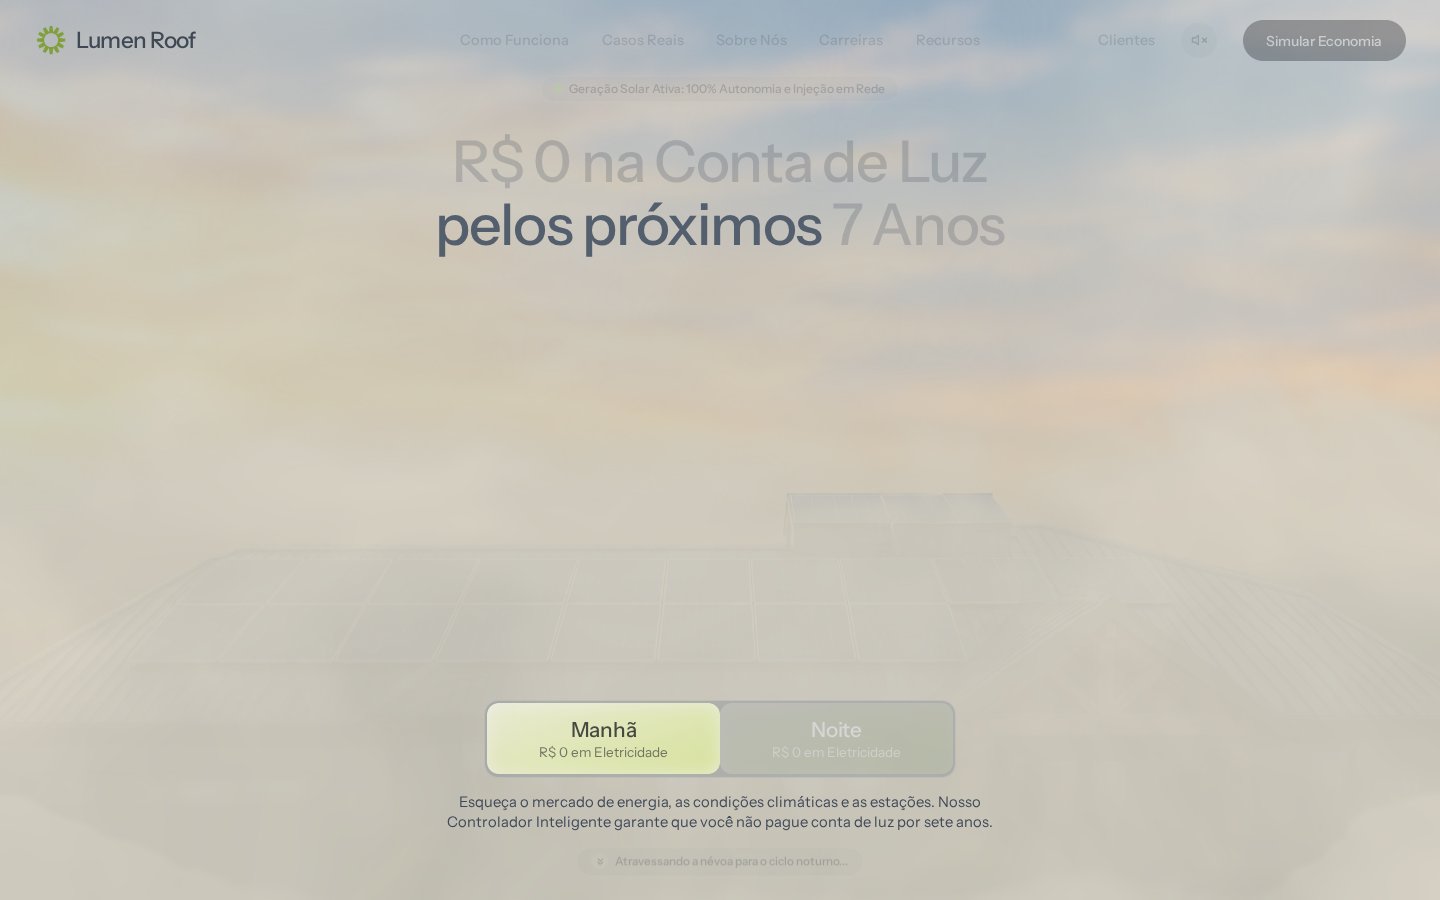 Lumen Roof
Como Funciona
Casos Reais
Sobre Nós
Carreiras
Recursos
Clientes
Simular Economia
Geração Solar Ativa: 100% Autonomia e Injeção em Rede
R$ 0 na Conta de Luz
pelos próximos 7 Anos
Manhã
R$ 0 em Eletricidade
Noite
R$ 0 em Eletricidade
Esqueça o mercado de energia, as condições climáticas e as estações. Nosso
Controlador Inteligente garante que você não pague conta de luz por sete anos.
Atravessando a névoa para o ciclo noturno...